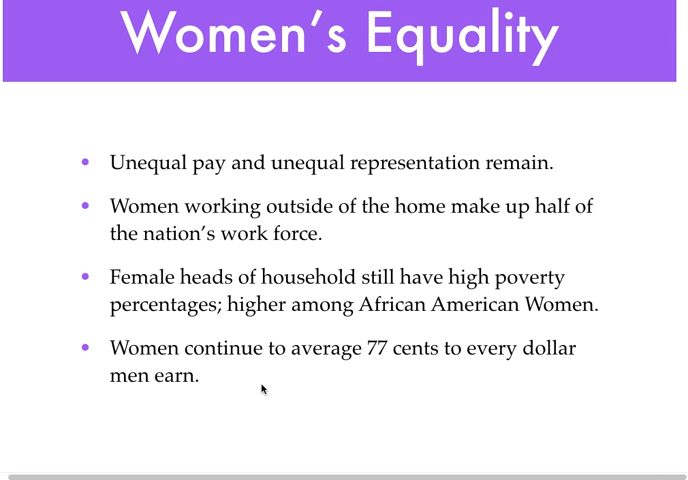 Women’s Equality
• Unequal pay and unequal representation remain.
• Women working outside of the home make up half of
the nation’s work force.
• Female heads of household still have high poverty
percentages; higher among African American Women.
• Women continue to average 77 cents to every dollar
men earn.